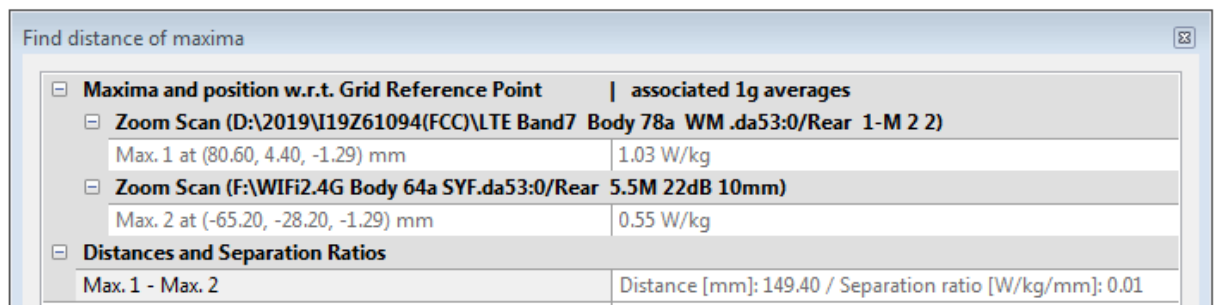 Find distance of maxima
Maxima and position w.r.t. Grid Reference Point | associated 1g averages
Zoom Scan (D:\2019\I19Z61094(FCC)\LTE Band7 Body 78a WM .da53:0/Rear 1-M 2 2)
Max. 1 at (80.60, 4.40, -1.29) mm 1.03 W/kg
Zoom Scan (F:\WIFi2.4G Body 64a SYF.da53:0/Rear 5.5M 22dB 10mm)
Max. 2 at (-65.20, -28.20, -1.29) mm 0.55 W/kg
Distances and Separation Ratios
Max. 1 - Max. 2 Distance [mm]: 149.40 / Separation ratio [W/kg/mm]: 0.01